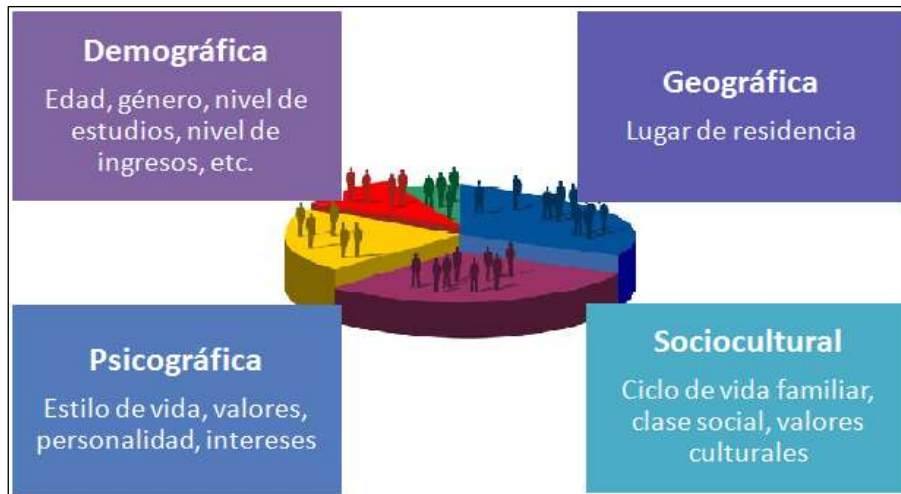 Demográfica
Edad, género, nivel de
estudios, nivel de
ingresos, etc.
Geográfica
Lugar de residencia
Psicográfica
Estilo de vida, valores,
personalidad, intereses
Sociocultural
Ciclo de vida familiar,
clase social, valores
culturales